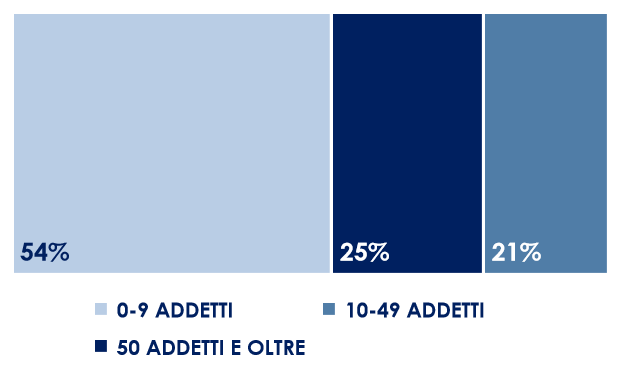 54%
25%
21%
0-9 ADDETTI
10-49 ADDETTI
50 ADDETTI E OLTRE